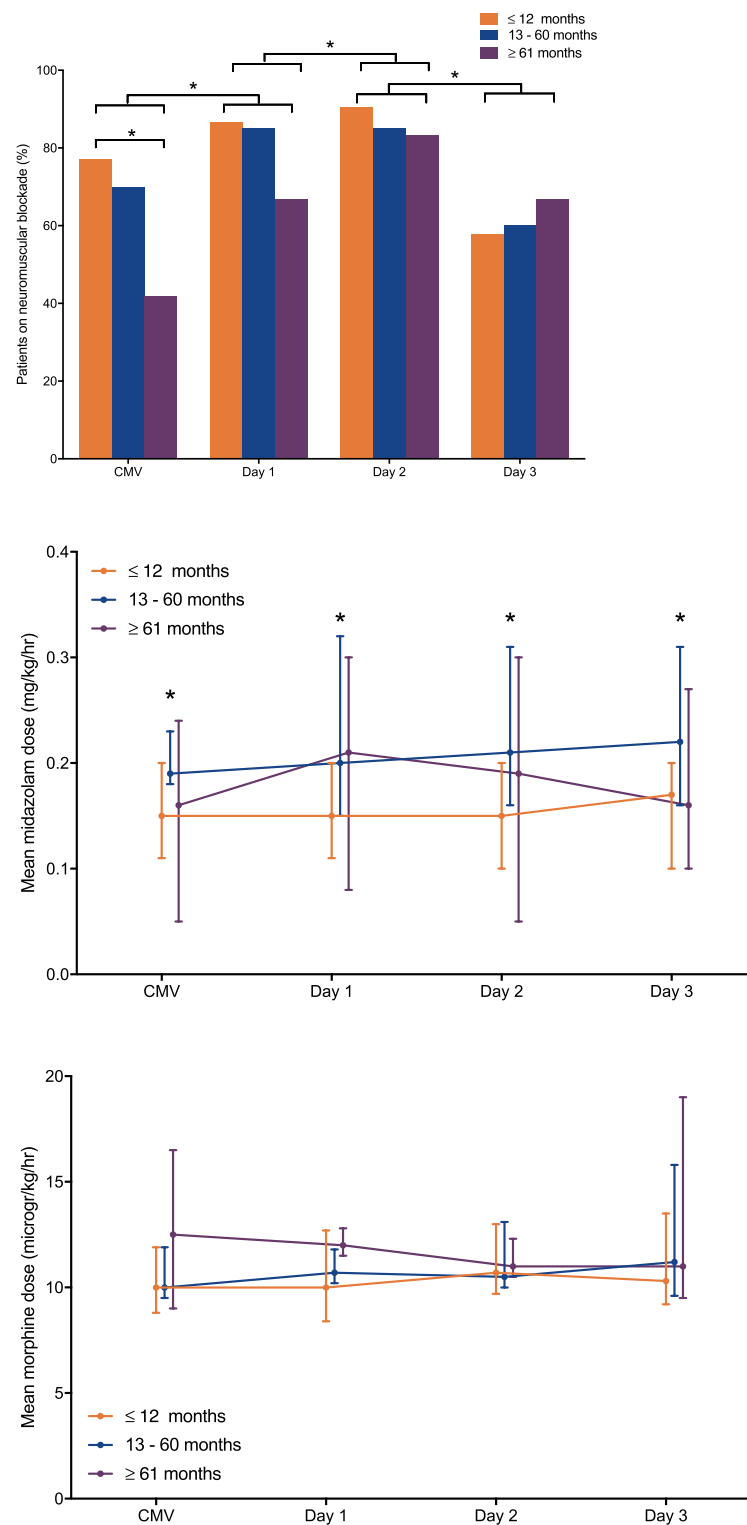 ≤ 12 months
13 - 60 months
≥ 61 months
*
*
*
*
Patients on neuromuscular blockade (%)
100
80
60
40
20
0
CMV Day 1 Day 2 Day 3
≤ 12 months
13 - 60 months
≥ 61 months
* * * *
Mean midazolam dose (mg/kg/hr)
0.4
0.3
0.2
0.1
0.0
CMV Day 1 Day 2 Day 3
Mean morphine dose (microgr/kg/hr)
20
15
10
5
0
≤ 12 months
13 - 60 months
≥ 61 months
CMV Day 1 Day 2 Day 3